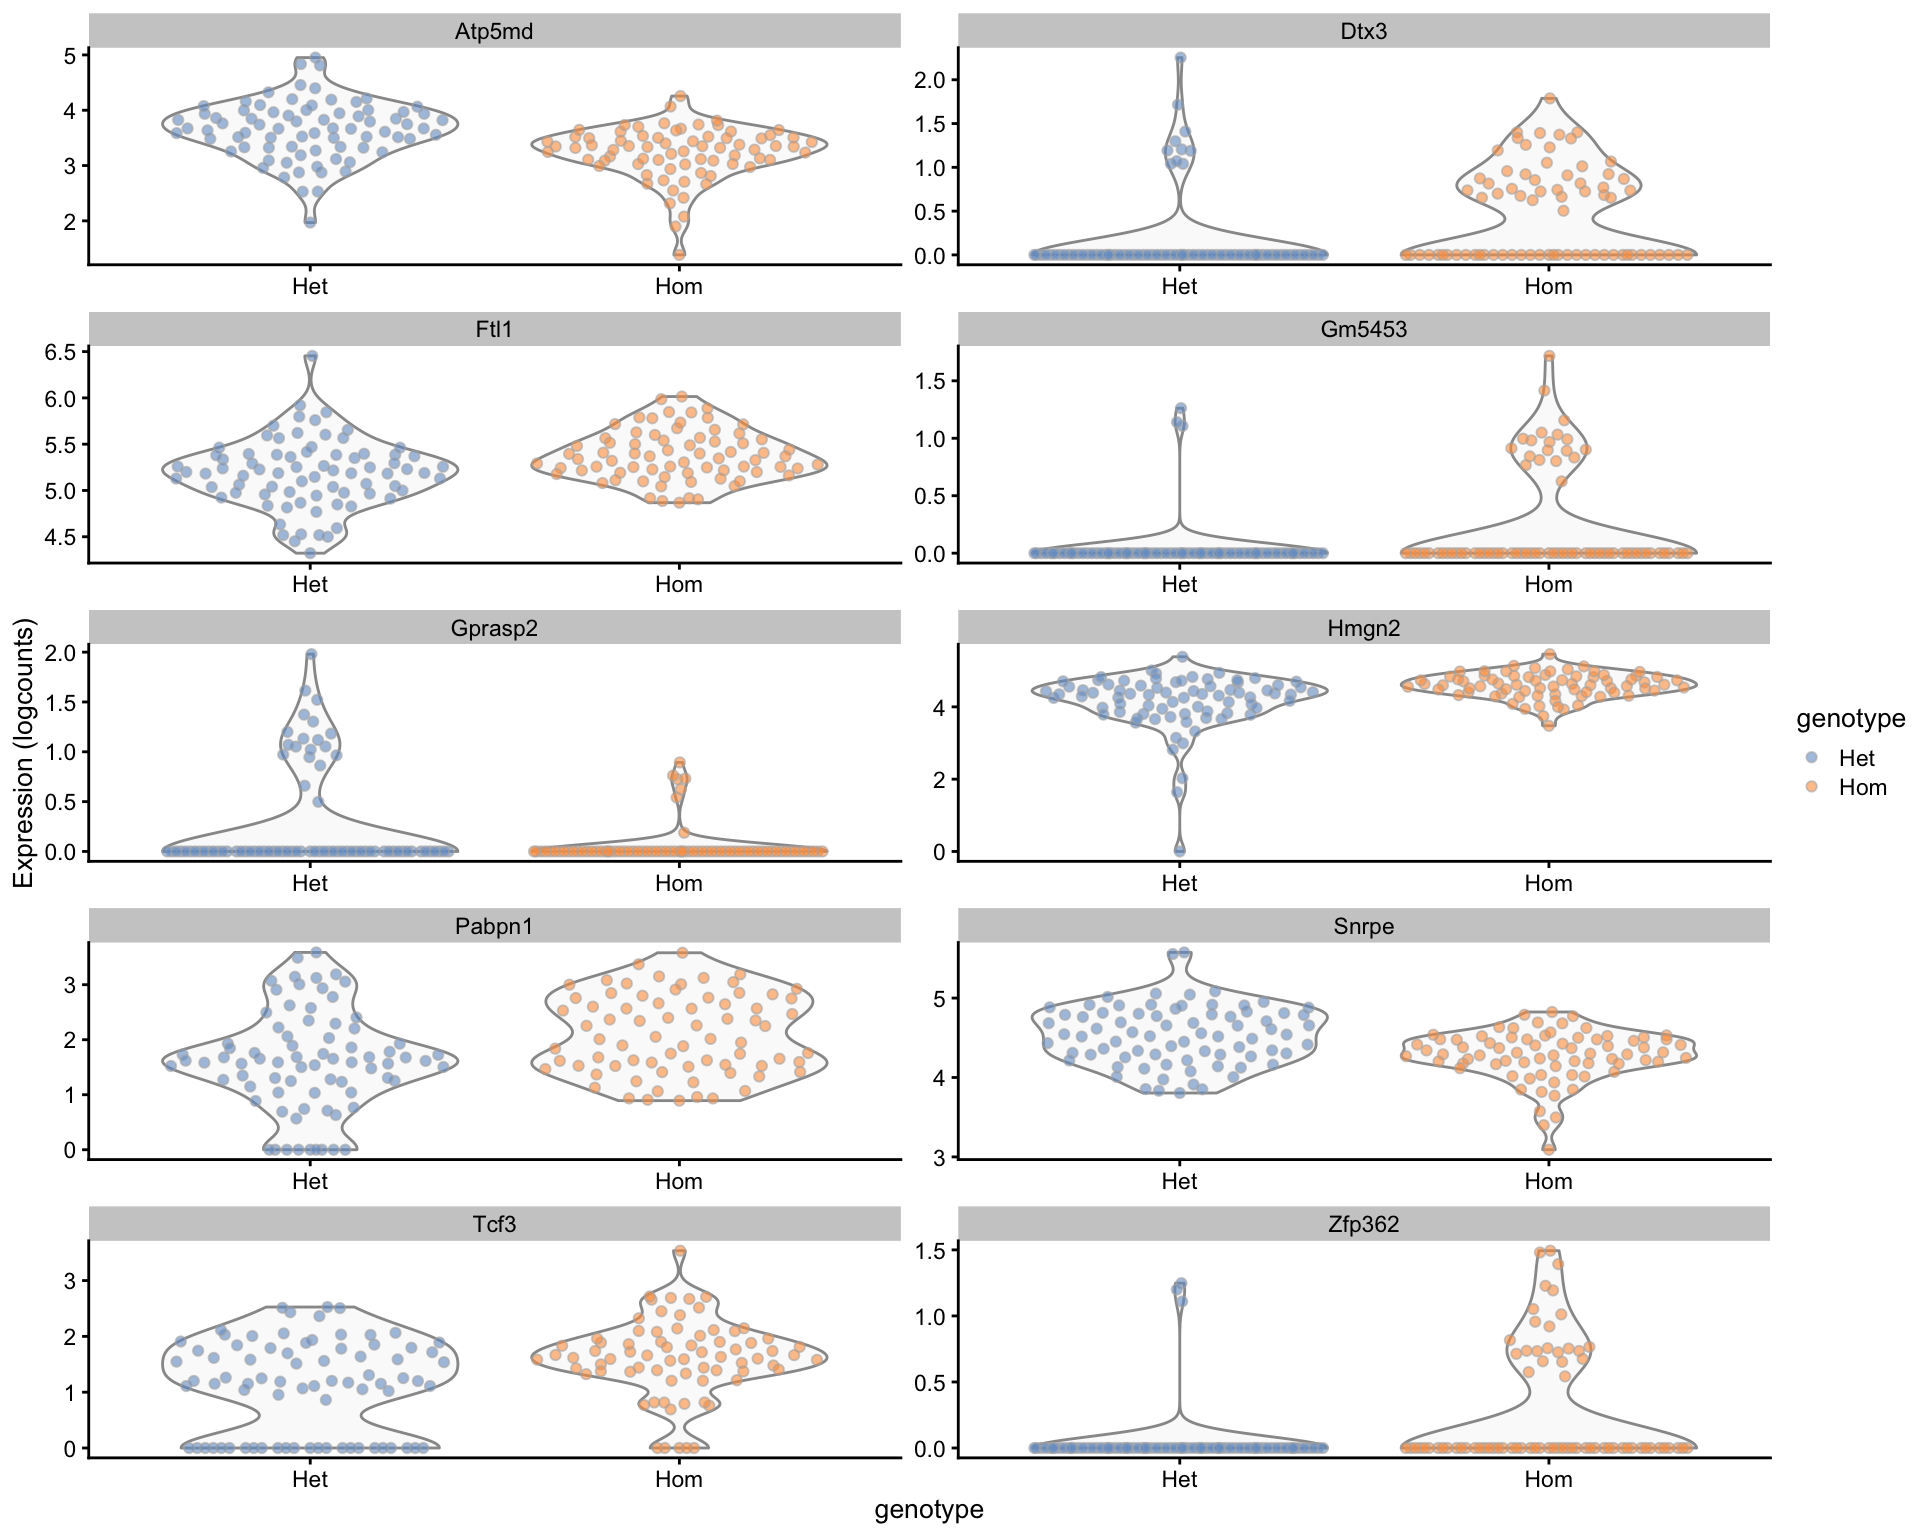 Atp5md
5
4
3
2
Het Hom
Dtx3
2.0
1.5
1.0
0.5
0.0
Het Hom
Ftl1
6.5
6.0
5.5
5.0
4.5
Het Hom
Gm5453
1.5
1.0
0.5
0.0
Het Hom
Gprasp2
2.0
1.5
1.0
0.5
0.0
Het Hom
Hmgn2
4
2
0
Het Hom
Pabpn1
3
2
1
0
Het Hom
Snrpe
5
4
3
Het Hom
Tcf3
3
2
1
0
Het Hom
Zfp362
1.5
1.0
0.5
0.0
Het Hom
Expression (logcounts)
genotype
genotype
Het
Hom